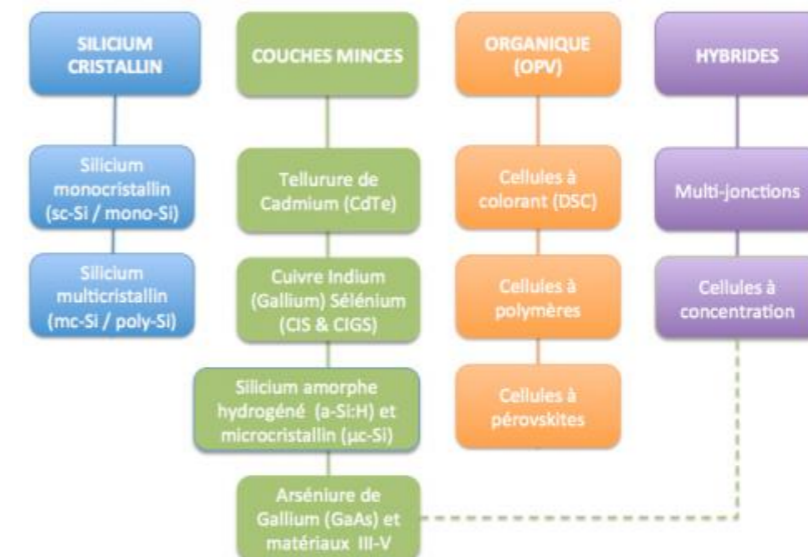 SILICIUM
CRISTALLIN
COUCHES MINCES
ORGANIQUE
(OPV)
HYBRIDES
Silicium
monocristallin
(sc-Si / mono-Si)
Tellurure de
Cadmium (CdTe)
Cellules à
colorant (DSC)
Multi-jonctions
Silicium
multicristallin
(mc-Si / poly-Si)
Cuivre Indium
(Gallium) Sélénium
(CIS & CIGS)
Cellules à
polymères
Cellules à
concentration
Silicium amorphe
hydrogéné (a-Si:H) et
microcristallin (μc-Si)
Cellules à
pérovskites
Arséniure de
Gallium (GaAs) et
matériaux III-V